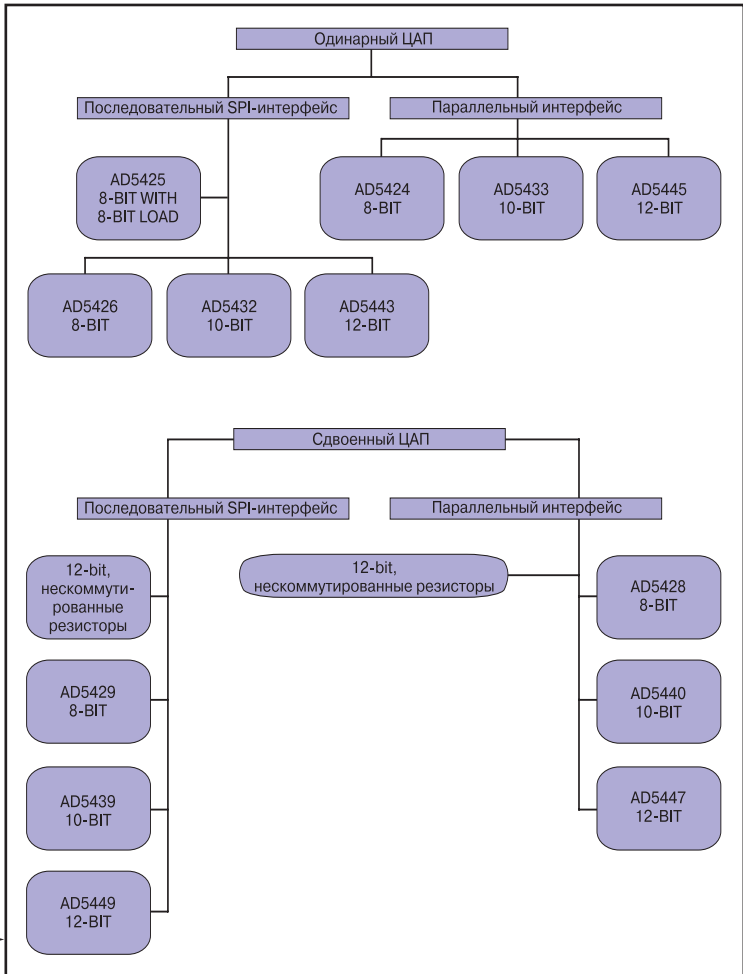 Одинарный ЦАП
Последовательный SPI-интерфейс
Параллельный интерфейс
AD5425
8-BIT WITH
8-BIT LOAD
AD5424
8-BIT
AD5433
10-BIT
AD5445
12-BIT
AD5426
8-BIT
AD5432
10-BIT
AD5443
12-BIT
Сдвоенный ЦАП
Последовательный SPI-интерфейс
Параллельный интерфейс
12-bit,
нескоммути-
рованные
резисторы
12-bit,
нескоммутированные резисторы
AD5428
8-BIT
AD5429
8-BIT
AD5440
10-BIT
AD5439
10-BIT
AD5447
12-BIT
AD5449
12-BIT